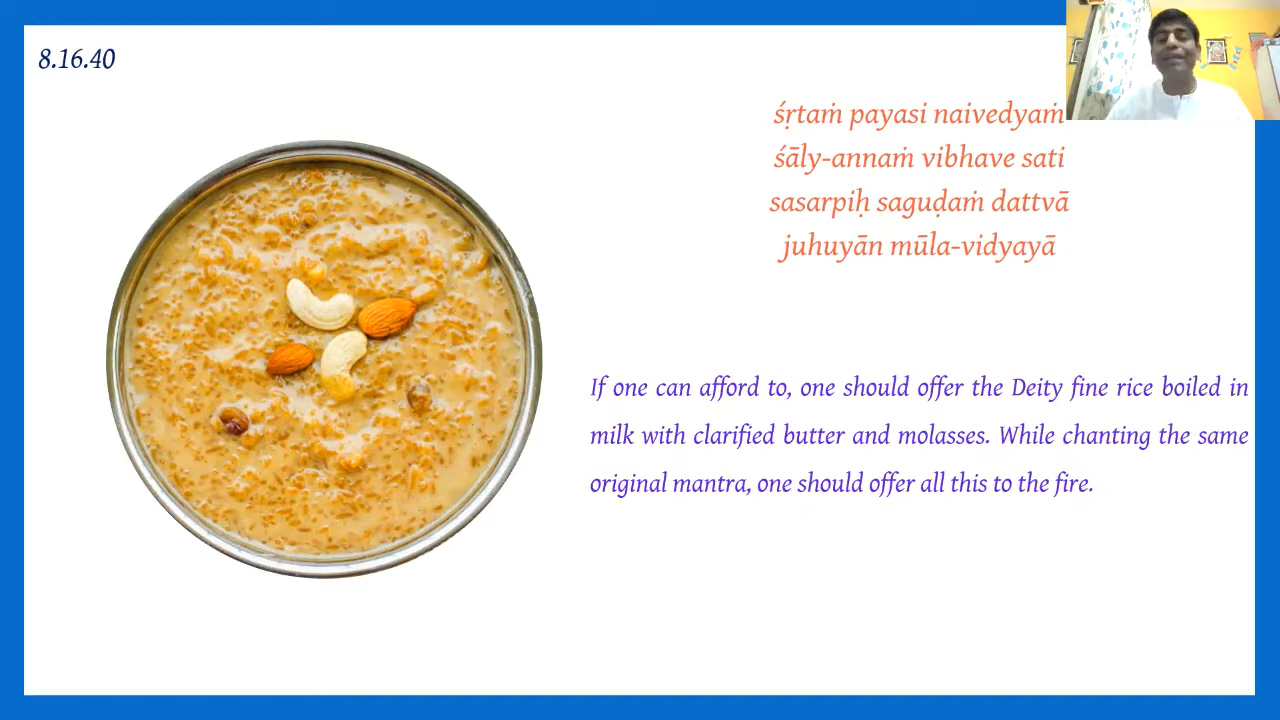 8.16.40
śṛtaṁ payasi naivedyaṁ
śāly-annaṁ vibhave sati
sasarpiḥ saguḍaṁ dattvā
juhuyān mūla-vidyayā
If one can afford to, one should offer the Deity fine rice boiled in
milk with clarified butter and molasses. While chanting the same
original mantra, one should offer all this to the fire.